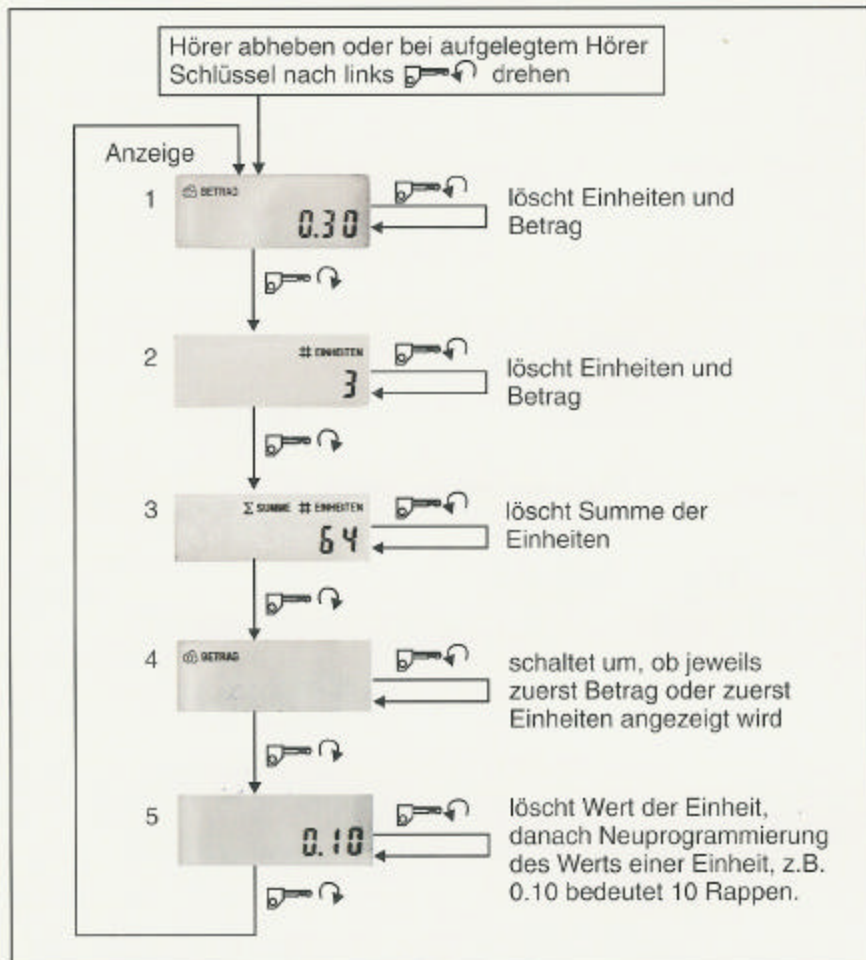 Hörer abheben oder bei aufgelegtem Hörer
Schlüssel nach links drehen
Anzeige
1
BETRAG
0.30
löscht Einheiten und
Betrag
2
# EINHEITEN
3
löscht Einheiten und
Betrag
3
Σ SUMME # EINHEITEN
64
löscht Summe der
Einheiten
4
BETRAG
schaltet um, ob jeweils
zuerst Betrag oder zuerst
Einheiten angezeigt wird
5
0.10
löscht Wert der Einheit,
danach Neuprogrammierung
des Werts einer Einheit, z.B.
0.10 bedeutet 10 Rappen.